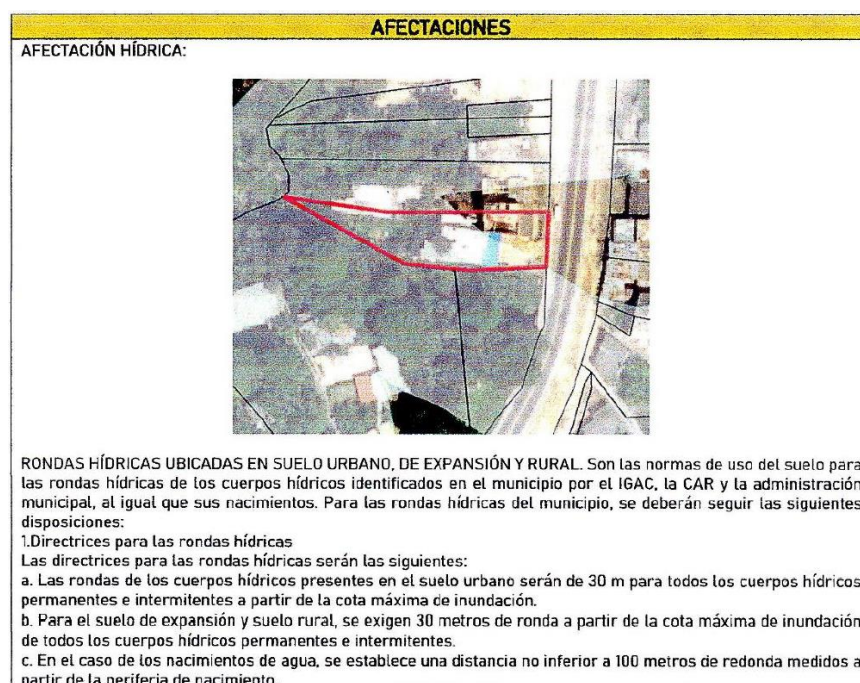 AFECTACIONES
AFECTACIÓN HÍDRICA:
RONDAS HÍDRICAS UBICADAS EN SUELO URBANO, DE EXPANSIÓN Y RURAL. Son las normas de uso del suelo para
las rondas hídricas de los cuerpos hídricos identificados en el municipio por el IGAC, la CAR y la administración
municipal, al igual que sus nacimientos. Para las rondas hídricas del municipio, se deberán seguir las siguientes
disposiciones:
1.Directrices para las rondas hídricas
Las directrices para las rondas hídricas serán las siguientes:
a. Las rondas de los cuerpos hídricos presentes en el suelo urbano serán de 30 m para todos los cuerpos hídricos
permanentes e intermitentes a partir de la cota máxima de inundación.
b. Para el suelo de expansión y suelo rural, se exigen 30 metros de ronda a partir de la cota máxima de inundación
de todos los cuerpos hídricos permanentes e intermitentes.
c. En el caso de los nacimientos de agua, se establece una distancia no inferior a 100 metros de redonda medidos a
partir de la periferia de nacimiento.